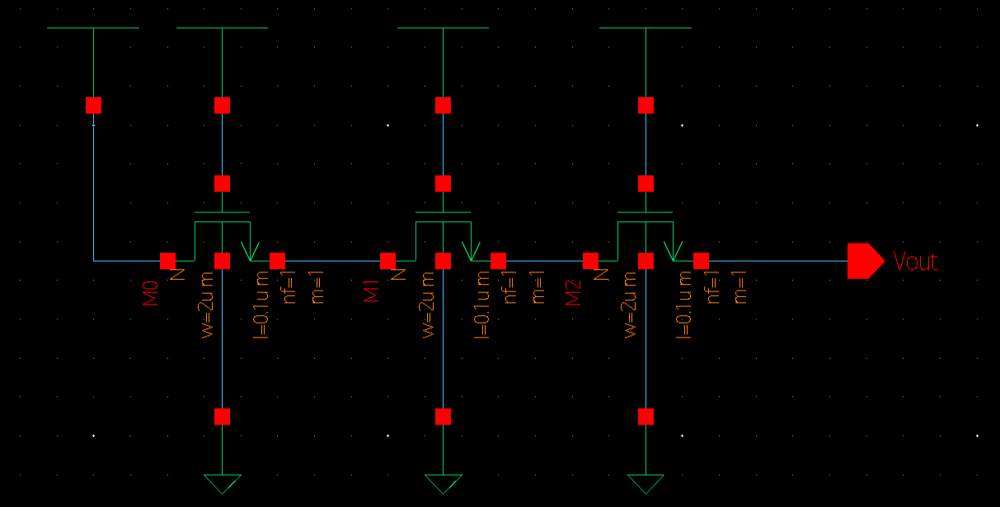 M0
N
w=2u m
l=0.1u m
nf=1
m=1
M1
N
w=2u m
l=0.1u m
nf=1
m=1
M2
N
w=2u m
l=0.1u m
nf=1
m=1
Vout